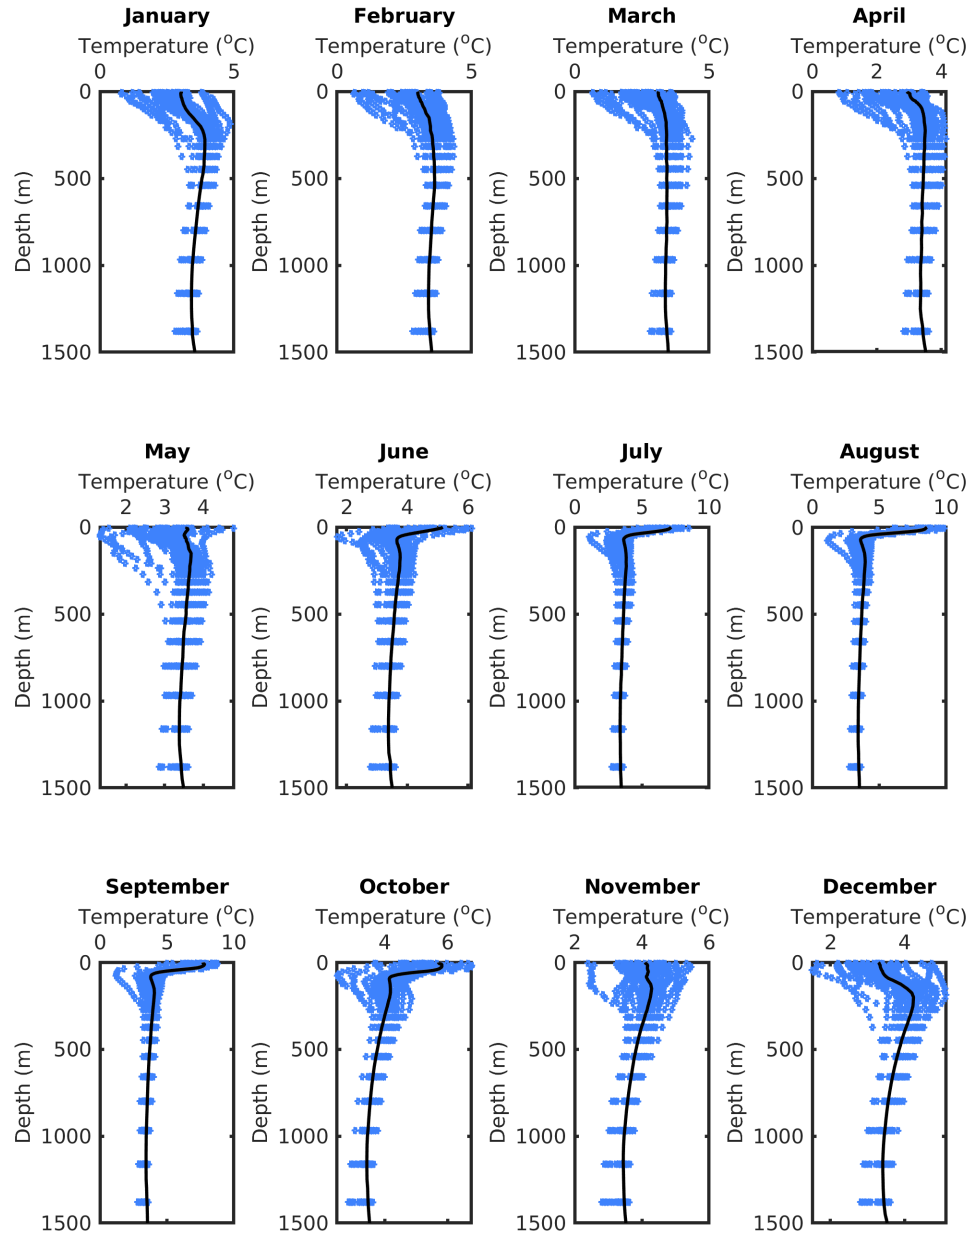 January February March April
Temperature (°C) Temperature (°C) Temperature (°C) Temperature (°C)
0 5 0 5 0 5 0 2 4
0 0 0 0
500 500 500 500
Depth (m) Depth (m) Depth (m) Depth (m)
1000 1000 1000 1000
1500 1500 1500 1500
May June July August
Temperature (°C) Temperature (°C) Temperature (°C) Temperature (°C)
2 3 4 2 4 6 0 5 10 0 5 10
0 0 0 0
500 500 500 500
Depth (m) Depth (m) Depth (m) Depth (m)
1000 1000 1000 1000
1500 1500 1500 1500
September October November December
Temperature (°C) Temperature (°C) Temperature (°C) Temperature (°C)
0 5 10 4 6 2 4 6 2 4
0 0 0 0
500 500 500 500
Depth (m) Depth (m) Depth (m) Depth (m)
1000 1000 1000 1000
1500 1500 1500 1500